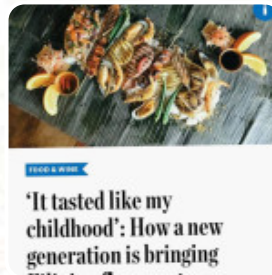 FOOD & WINE
‘It tasted like my
childhood’: How a new
generation is bringing